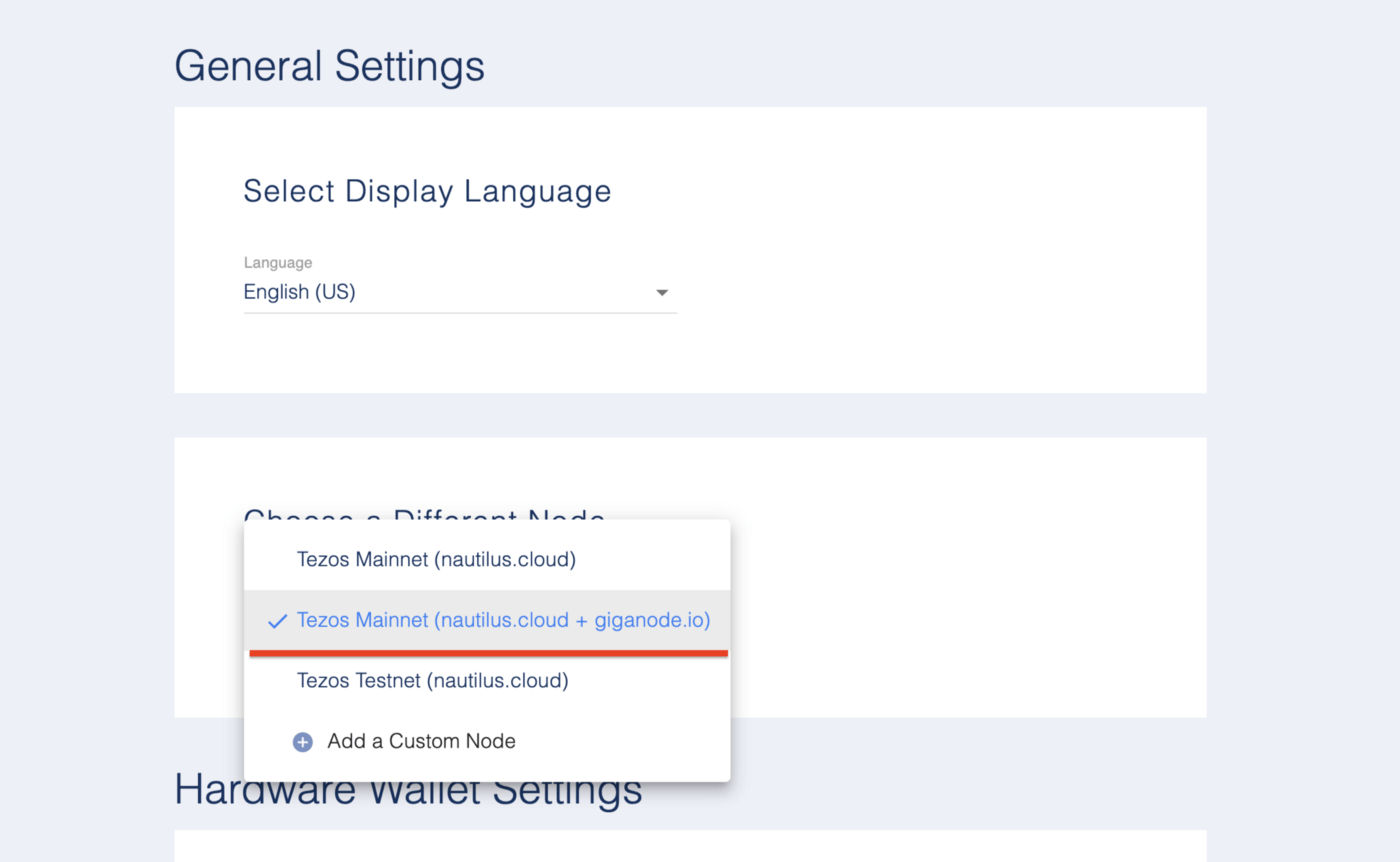 General Settings
Select Display Language
Language
English (US)
Choose a Different Node
Tezos Mainnet (nautilus.cloud)
Tezos Mainnet (nautilus.cloud + giganode.io)
Tezos Testnet (nautilus.cloud)
Add a Custom Node
Hardware Wallet Settings